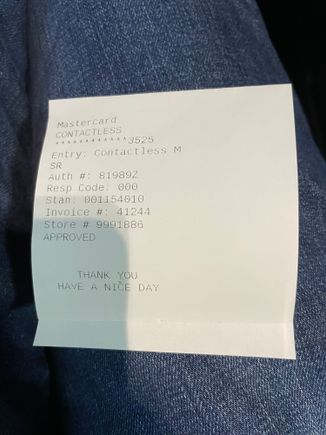 Mastercard
CONTACTLESS
************3525
Entry: Contactless M
SR
Auth #: 81989Z
Resp Code: 000
Stan: 001154010
Invoice #: 41244
Store # 9991886
APPROVED
THANK YOU
HAVE A NICE DAY